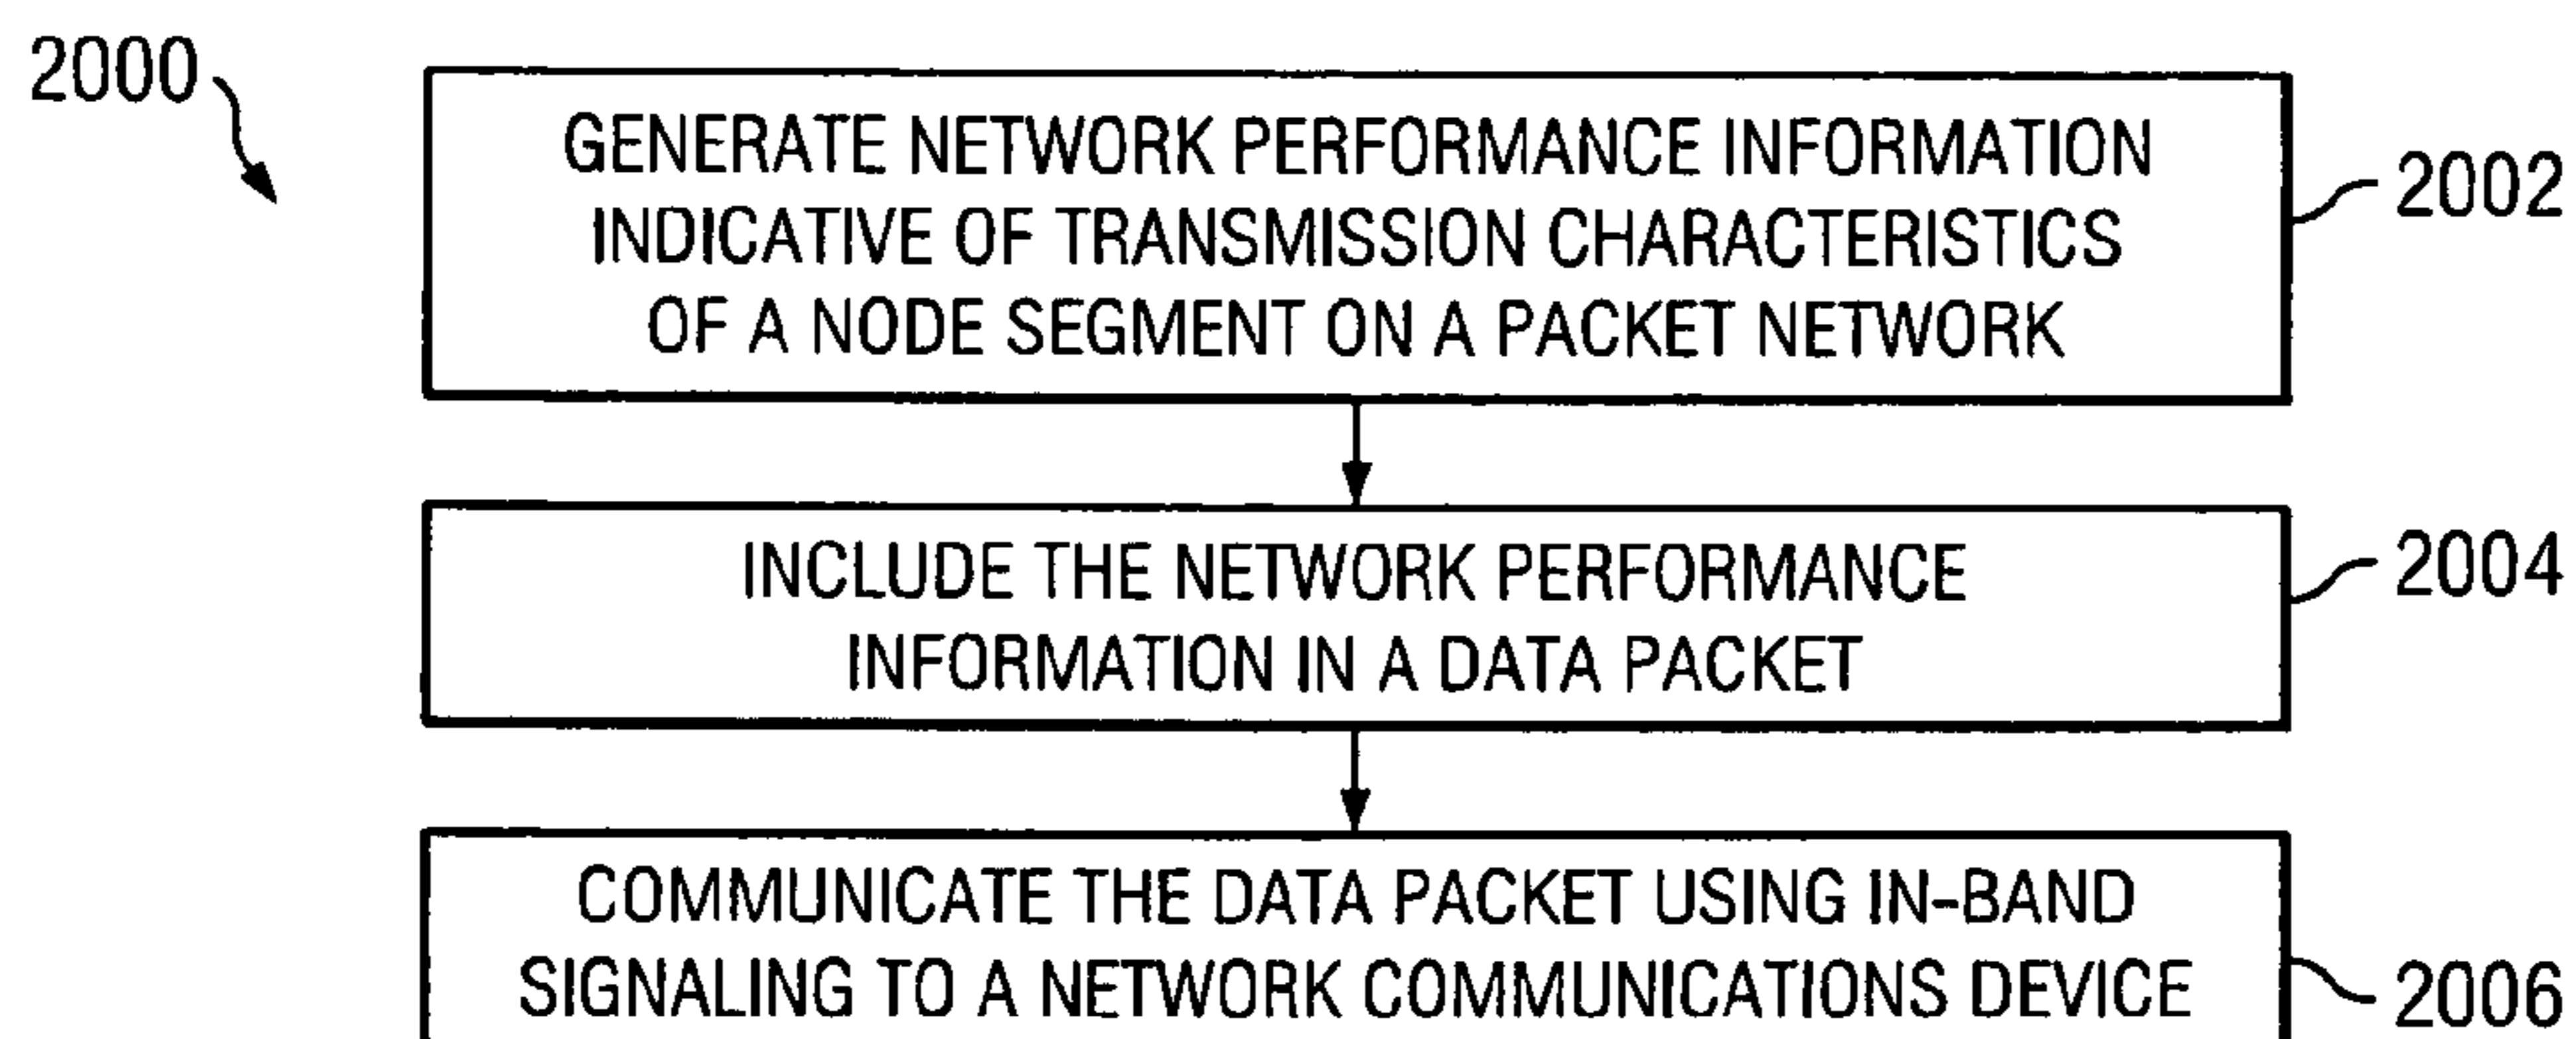 2000
GENERATE NETWORK PERFORMANCE INFORMATION
INDICATIVE OF TRANSMISSION CHARACTERISTICS
OF A NODE SEGMENT ON A PACKET NETWORK
2002
INCLUDE THE NETWORK PERFORMANCE
INFORMATION IN A DATA PACKET
2004
COMMUNICATE THE DATA PACKET USING IN-BAND
SIGNALING TO A NETWORK COMMUNICATIONS DEVICE
2006